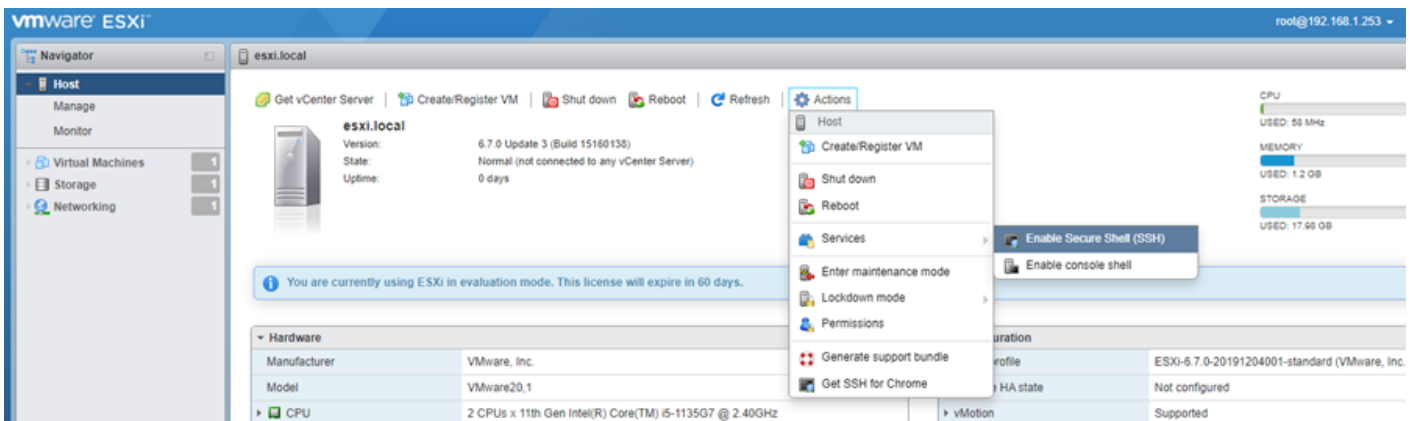 vmware ESXi™
root@192.168.1.253
Navigator
Host
Manage
Monitor
Virtual Machines 1
Storage 1
Networking 1
esxi.local
Get vCenter Server | Create/Register VM | Shut down Reboot | Refresh | Actions
esxi.local
Version: 6.7.0 Update 3 (Build 15160138)
State: Normal (not connected to any vCenter Server)
Uptime: 0 days
CPU
USED: 58 MHz
MEMORY
USED: 1.2 GB
STORAGE
USED: 17.98 GB
Host
Create/Register VM
Shut down
Reboot
Services
Enter maintenance mode
Lockdown mode
Permissions
Generate support bundle
Get SSH for Chrome
Enable Secure Shell (SSH)
Enable console shell
You are currently using ESXi in evaluation mode. This license will expire in 60 days.
Hardware
Manufacturer VMware, Inc.
Model VMware20,1
CPU 2 CPUs x 11th Gen Intel(R) Core(TM) i5-1135G7 @ 2.40GHz
uration
rofile ESXi-6.7.0-20191204001-standard (VMware, Inc.
HA state Not configured
vMotion Supported